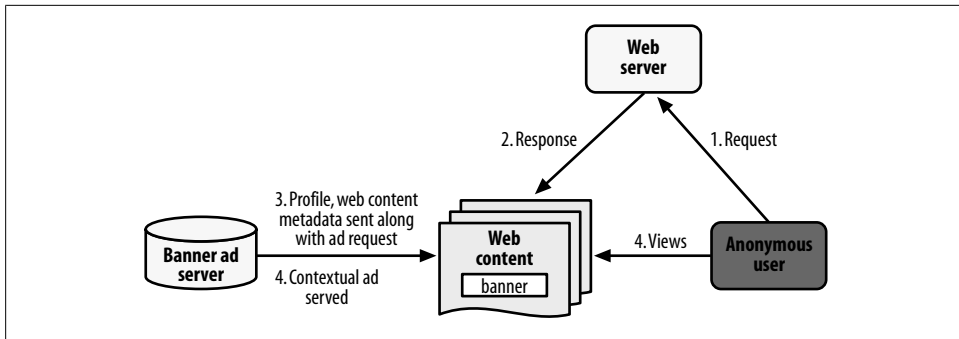 Web
server
2. Response
1. Request
3. Profile, web content
metadata sent along
with ad request
Banner ad
server
4. Contextual ad
served
Web
content
banner
4. Views
Anonymous
user